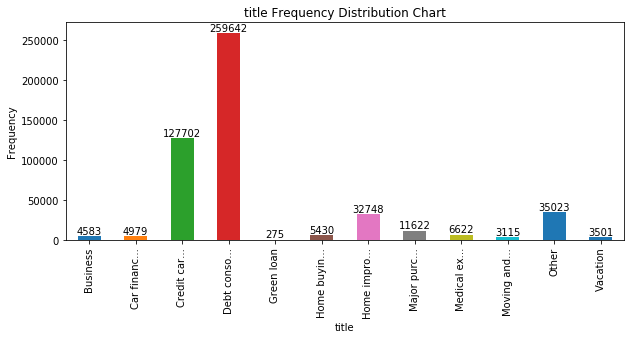 title Frequency Distribution Chart
Frequency
250000
200000
150000
100000
50000
0
4583
4979
127702
259642
275
5430
32748
11622
6622
3115
35023
3501
Business
Car financ...
Credit car...
Debt conso...
Green loan
Home buyin...
Home impro...
Major purc...
Medical ex...
Moving and...
Other
Vacation
title